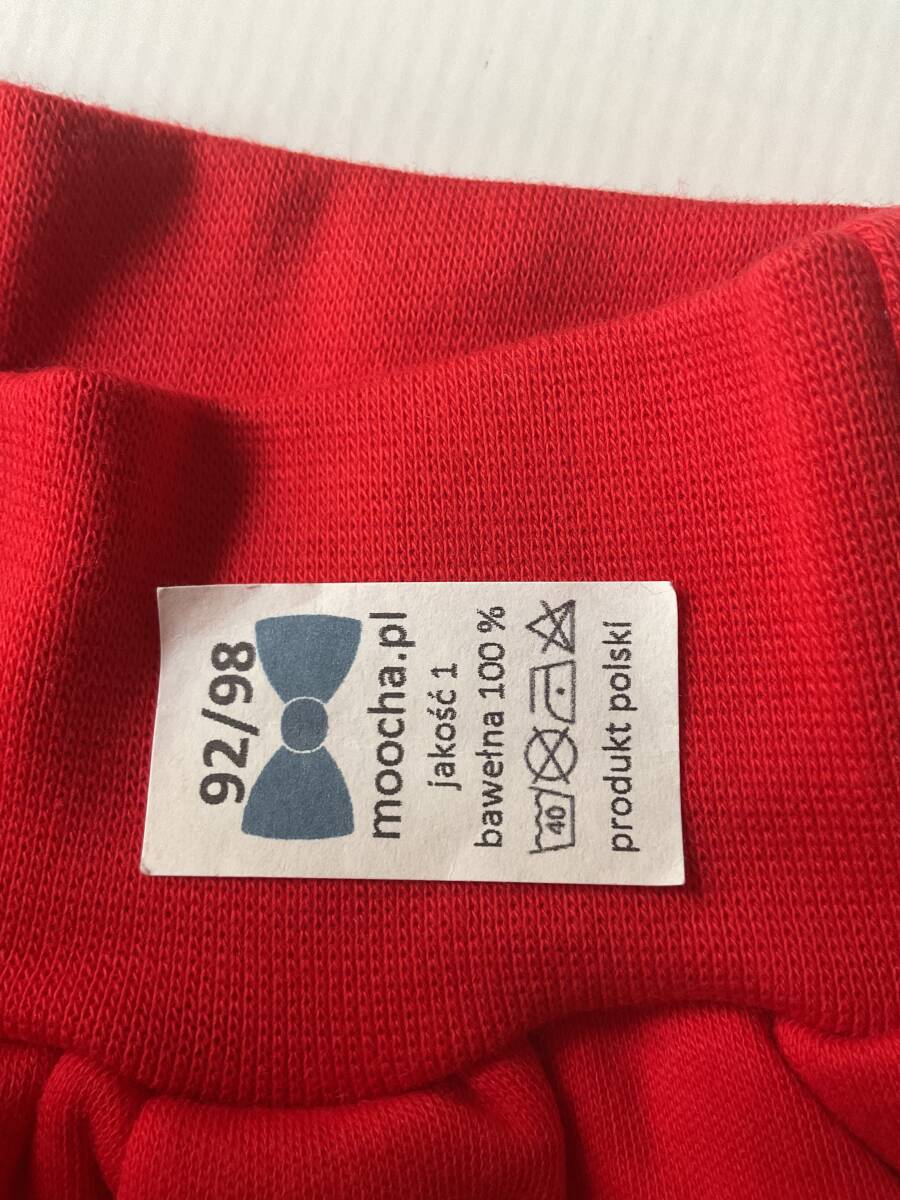 92/98
moocha.pl
jakość 1
bawełna 100 %
40
produkt polski